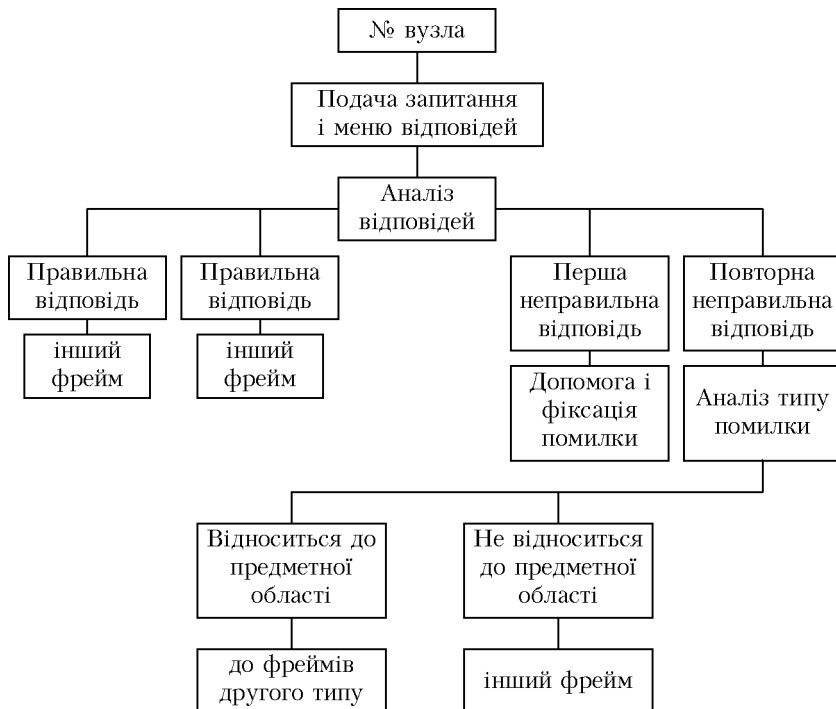 № вузла
Подача запитання
і меню відповідей
Аналіз
відповідей
Правильна
відповідь
Правильна
відповідь
Перша
неправильна
відповідь
Повторна
неправильна
відповідь
інший
фрейм
інший
фрейм
Допомога і
фіксація
помилки
Аналіз типу
помилки
Відноситься до
предметної
області
Не відноситься
до предметної
області
до фреймів
другого типу
інший фрейм